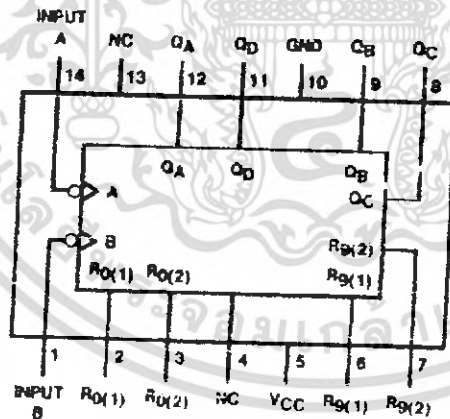 INPUT
A NC QA QD GND QB QC
14 13 12 11 10 9 8
QA QD QB
A QC
B R9(2)
R0(1) R0(2) R9(1)
1 2 3 4 5 6 7
INPUT R0(1) R0(2) NC VCC R9(1) R9(2)
B